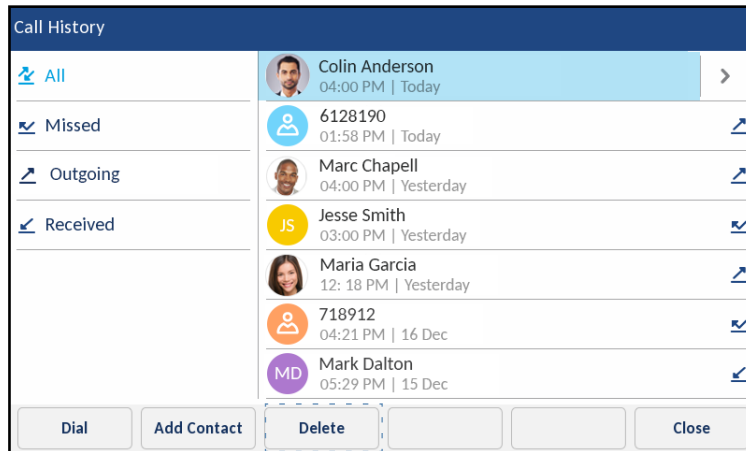 Call History
All
Missed
Outgoing
Received
Colin Anderson
04:00 PM | Today
6128190
01:58 PM | Today
Marc Chapell
04:00 PM | Yesterday
JS
Jesse Smith
03:00 PM | Yesterday
Maria Garcia
12: 18 PM | Yesterday
718912
04:21 PM | 16 Dec
MD
Mark Dalton
05:29 PM | 15 Dec
Dial
Add Contact
Delete
Close